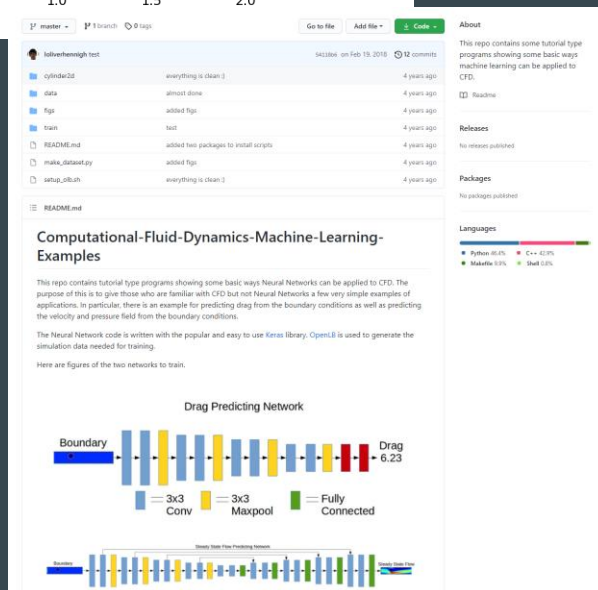 1.0 1.5 2.0
master 1 branch 0 tags Go to file Add file Code
loliverhennigh test on Feb 19, 2018 12 commits
cylinder2d everything is clean :) 4 years ago
data almost done 4 years ago
figs added figs 4 years ago
train test 4 years ago
README.md added two packages to install scripts 4 years ago
make_dataset.py added figs 4 years ago
setup_olb.sh everything is clean :) 4 years ago
README.md
Computational-Fluid-Dynamics-Machine-Learning-
Examples
This repo contains tutorial type programs showing some basic ways Neural Networks can be applied to CFD. The
purpose of this is to give those who are familiar with CFD but not Neural Networks a few very simple examples of
applications. In particular, there is an example for predicting drag from the boundary conditions as well as predicting
the velocity and pressure field from the boundary conditions.
The Neural Network code is written with the popular and easy to use Keras library. OpenLB is used to generate the
simulation data needed for training.
Here are figures of the two networks to train.
Drag Predicting Network
Boundary
Drag
6.23
3x3
Conv
3x3
Maxpool
Fully
Connected
Steady State Flow Predicting Network
Boundary
Steady State Flow
About
This repo contains some tutorial type
programs showing some basic ways
machine learning can be applied to
CFD.
Readme
Releases
No releases published
Packages
No packages published
Languages
Python 46.4% C++ 42.9%
Makefile 9.9% Shell 0.8%